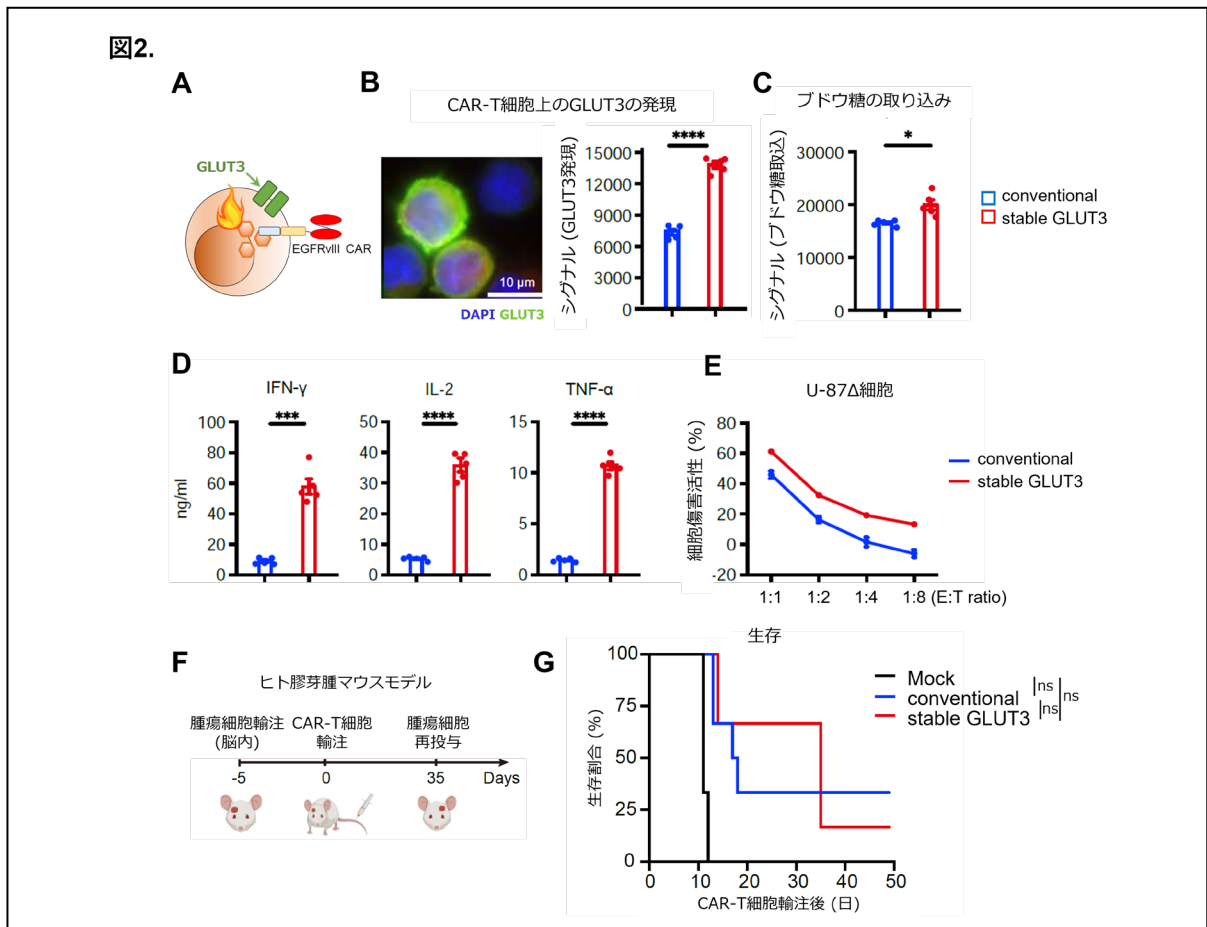 図2.
A
GLUT3
EGFRvIII CAR
B
CAR-T細胞上のGLUT3の発現
10 μm
DAPI GLUT3
シグナル (GLUT3発現)
****
15000
12000
9000
6000
3000
0
C
ブドウ糖の取り込み
シグナル (ブドウ糖取込)
*
30000
20000
10000
0
conventional
stable GLUT3
D
ng/ml
IFN-γ
***
100
80
60
40
20
0
IL-2
****
50
40
30
20
10
0
TNF-α
****
15
10
5
0
E
U-87Δ細胞
細胞傷害活性 (%)
80
60
40
20
0
-20
1:1 1:2 1:4 1:8 (E:T ratio)
conventional
stable GLUT3
F
ヒト膠芽腫マウスモデル
腫瘍細胞輸注
(脳内)
CAR-T細胞
輸注
腫瘍細胞
再投与
-5 0 35 Days
G
生存
生存割合 (%)
100
75
50
25
0
0 10 20 30 40 50
CAR-T細胞輸注後 (日)
Mock
conventional
stable GLUT3
ns
ns
ns